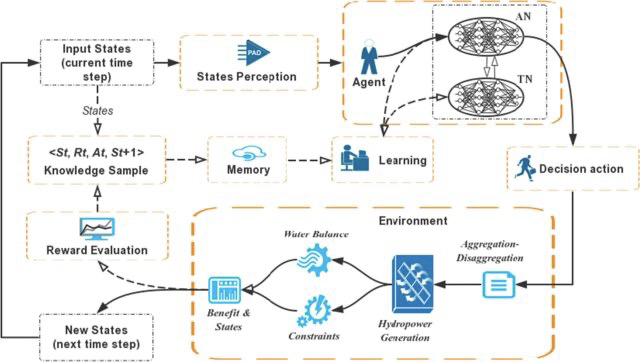 Input States
(current time
step)
PAD
States Perception
Agent
AN
TN
States
<St, Rt, At, St+1>
Knowledge Sample
Memory
Learning
Decision action
Reward Evaluation
Environment
Water Balance
Aggregation-
Disaggregation
Benefit &
States
Constraints
Hydropower
Generation
New States
(next time step)